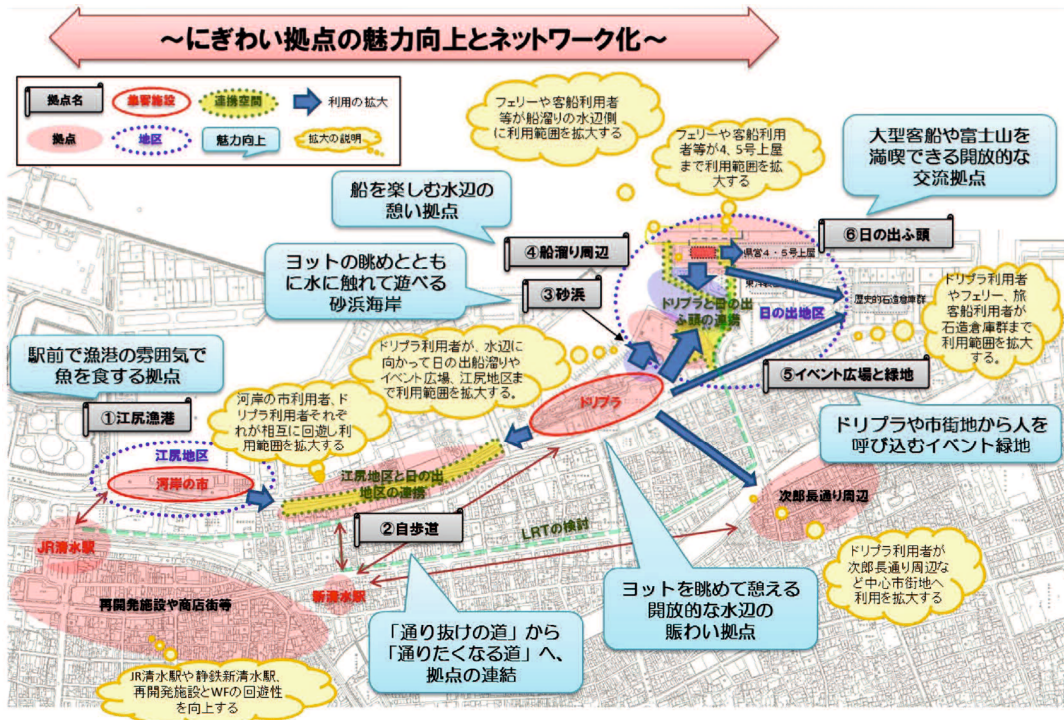 ～にぎわい拠点の魅力向上とネットワーク化～
拠点名
集客施設
連携空間
利用の拡大
拠点
地区
魅力向上
拡大の説明
フェリーや客船利用者
等が船溜りの水辺側
に利用範囲を拡大する
フェリーや客船利用
者等が4、5号上屋
まで利用範囲を拡
大する
大型客船や富士山を
満喫できる開放的な
交流拠点
船を楽しむ水辺の
憩い拠点
④船溜り周辺
⑥日の出ふ頭
県営4・5号上屋
ヨットの眺めととも
に水に触れて遊べる
砂浜海岸
③砂浜
ドリプラと日の出
ふ頭の連携
日の出地区
歴史的石造倉庫群
ドリプラ利用者
やフェリー、旅
客船利用者が
石造倉庫群まで
利用範囲を拡大
する。
駅前で漁港の雰囲気で
魚を食する拠点
ドリプラ利用者が、水辺に
向かって日の出船溜りや
イベント広場、江尻地区ま
で利用範囲を拡大する。
①江尻漁港
河岸の市利用者、ド
リプラ利用者それぞ
れが相互に回遊し利
用範囲を拡大する
ドリプラ
⑤イベント広場と緑地
ドリプラや市街地から人を
呼び込むイベント緑地
江尻地区
河岸の市
江尻地区と日の出
地区の連携
次郎長通り周辺
②自歩道
LRTの検討
JR清水駅
新清水駅
再開発施設や商店街等
ドリプラ利用者が
次郎長通り周辺な
ど中心市街地へ
利用を拡大する
ヨットを眺めて憩える
開放的な水辺の
賑わい拠点
「通り抜けの道」から
「通りたくなる道」へ、
拠点の連結
JR清水駅や静鉄新清水駅、
再開発施設とWFの回遊性
を向上する